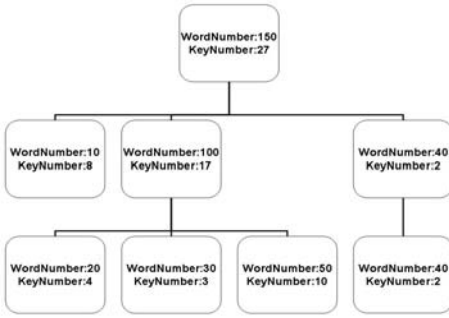 WordNumber:150
KeyNumber:27
WordNumber:10
KeyNumber:8
WordNumber:100
KeyNumber:17
WordNumber:40
KeyNumber:2
WordNumber:20
KeyNumber:4
WordNumber:30
KeyNumber:3
WordNumber:50
KeyNumber:10
WordNumber:40
KeyNumber:2